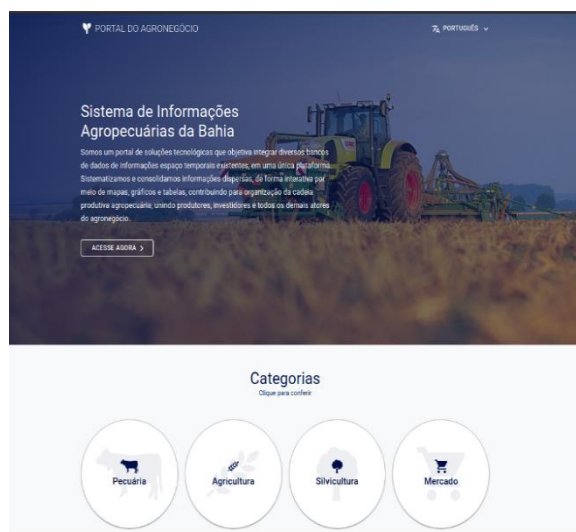 PORTAL DO AGRONEGÓCIO
PORTUGUÊS
Sistema de Informações
Agropecuárias da Bahia
Somos um portal de soluções tecnológicas que objetiva integrar diversos bancos
de dados de informações espaço temporais existentes, em uma única plataforma.
Sistematizamos e consolidamos informações dispersas, de forma interativa por
meio de mapas, gráficos e tabelas, contribuindo para organização da cadeia
produtiva agropecuária, unindo produtores, investidores e todos os demais atores
do agronegócio.
ACESSE AGORA
Categorias
Clique para conferir
Pecuária
Agricultura
Silvicultura
Mercado